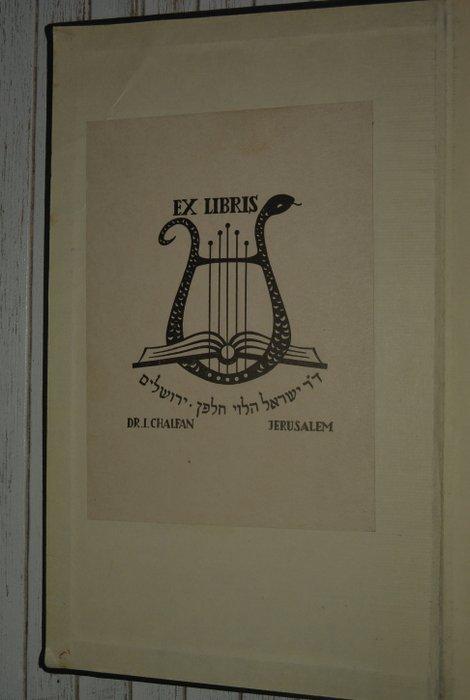 EX LIBRIS
ד״ר ישראל הלוי חלפן · ירושלים
DR. I. CHALFAN JERUSALEM